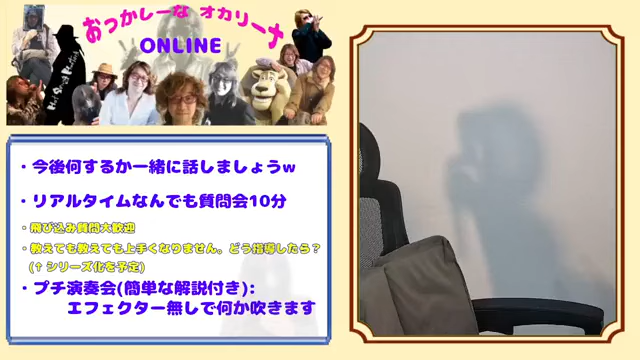 おっかしーな オカリーナ
ONLINE
・今後何するか一緒に話しましょうw
・リアルタイムなんでも質問会10分
・飛び込み質問大歓迎
・教えても教えても上手くなりません。どう指導したら？
(↑シリーズ化を予定)
・プチ演奏会(簡単な解説付き):
エフェクター無しで何か吹きます